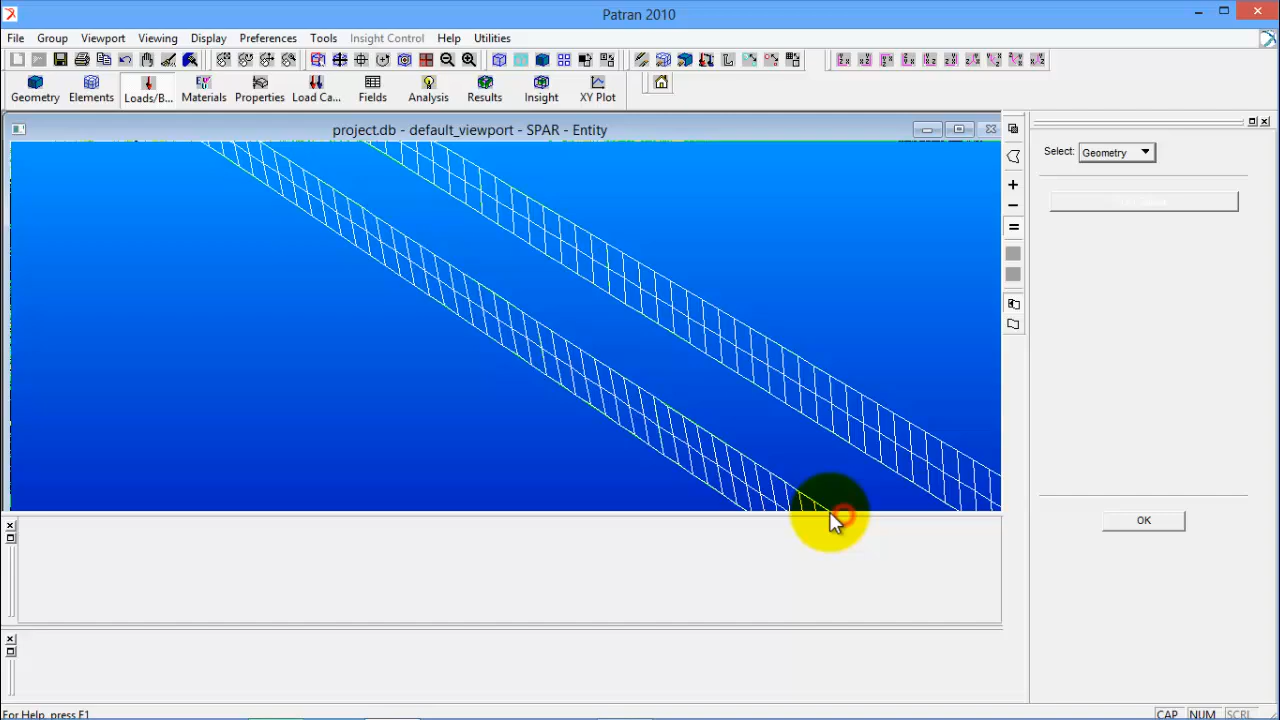 Patran 2010
File Group Viewport Viewing Display Preferences Tools Insight Control Help Utilities
Geometry Elements Loads/B... Materials Properties Load Ca... Fields Analysis Results Insight XY Plot
project.db - default_viewport - SPAR - Entity
Select: Geometry
OK
For Help, press F1
CAP NUM SCRL